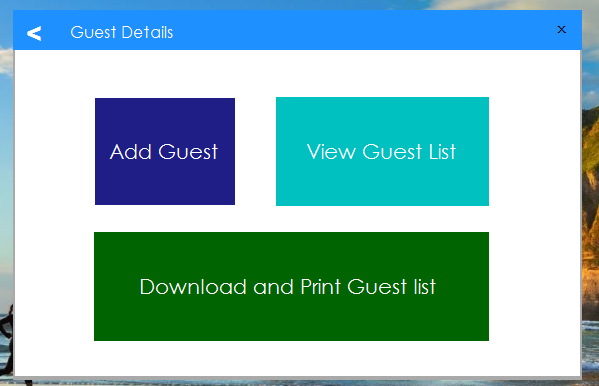 < Guest Details x
Add Guest
View Guest List
Download and Print Guest list